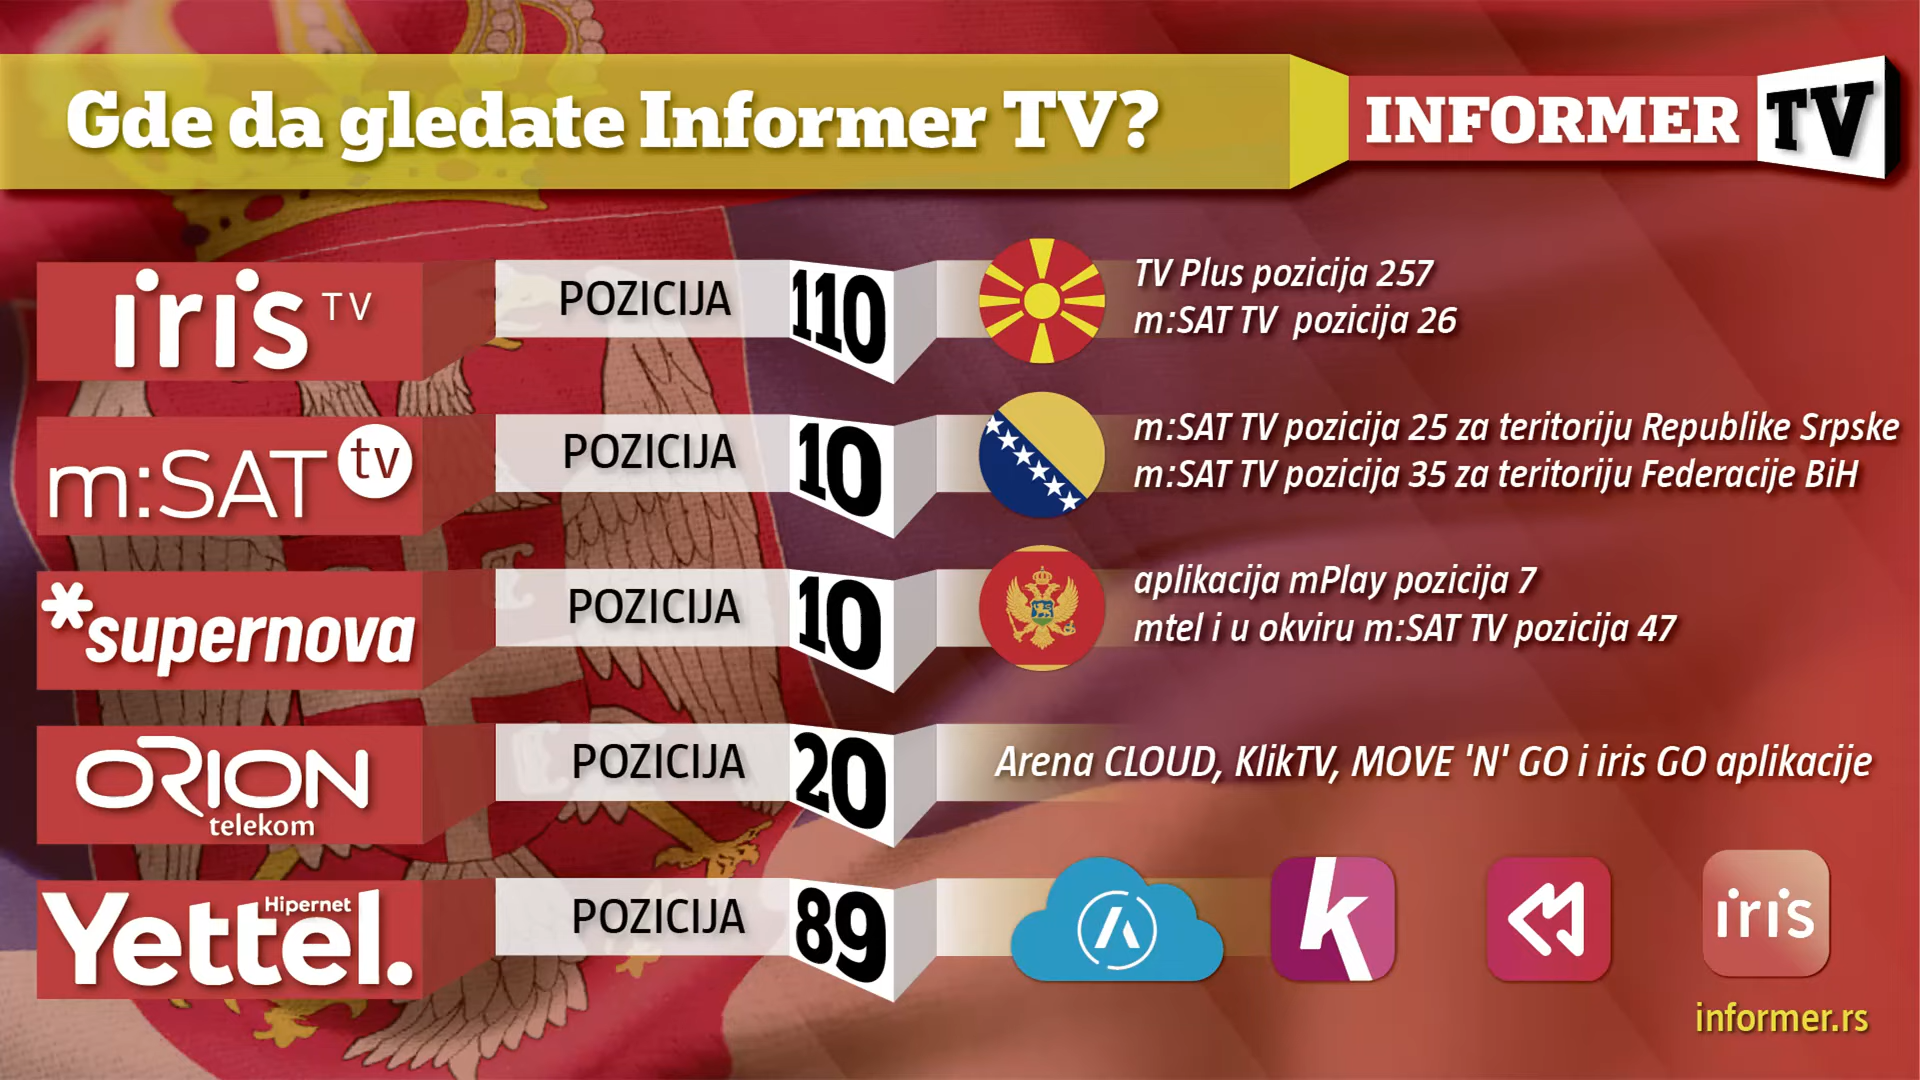 Gde da gledate Informer TV?
INFORMER TV
iris TV
POZICIJA 110
m:SAT tv
POZICIJA 10
*supernova
POZICIJA 10
ORION
telekom
POZICIJA 20
Hipernet
Yettel.
POZICIJA 89
TV Plus pozicija 257
m:SAT TV pozicija 26
m:SAT TV pozicija 25 za teritoriju Republike Srpske
m:SAT TV pozicija 35 za teritoriju Federacije BiH
aplikacija mPlay pozicija 7
mtel i u okviru m:SAT TV pozicija 47
Arena CLOUD, KlikTV, MOVE 'N' GO i iris GO aplikacije
k
iris
informer.rs